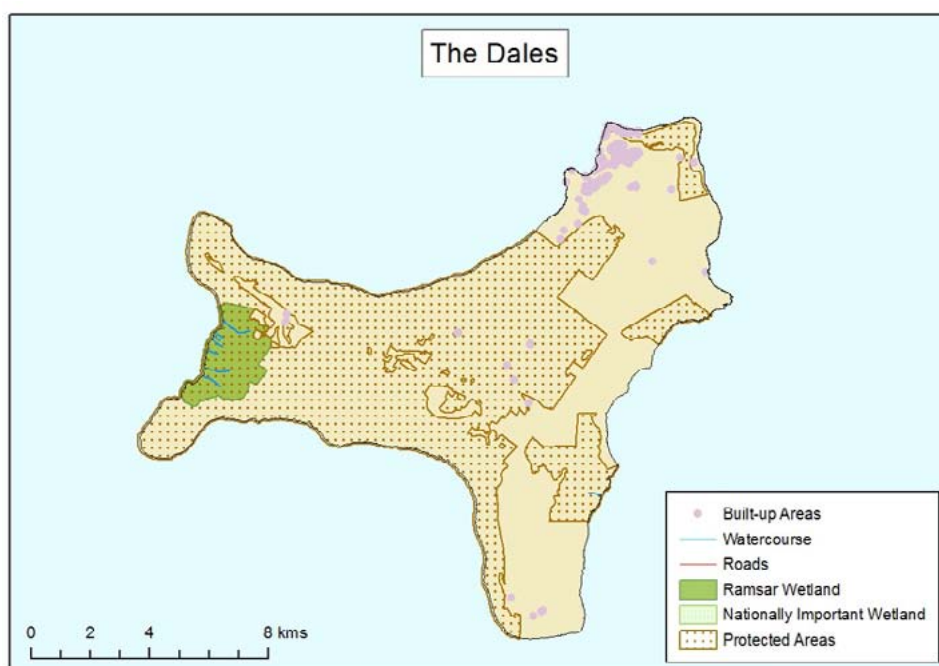 The Dales
Built-up Areas
Watercourse
Roads
Ramsar Wetland
Nationally Important Wetland
Protected Areas
0 2 4 8 kms